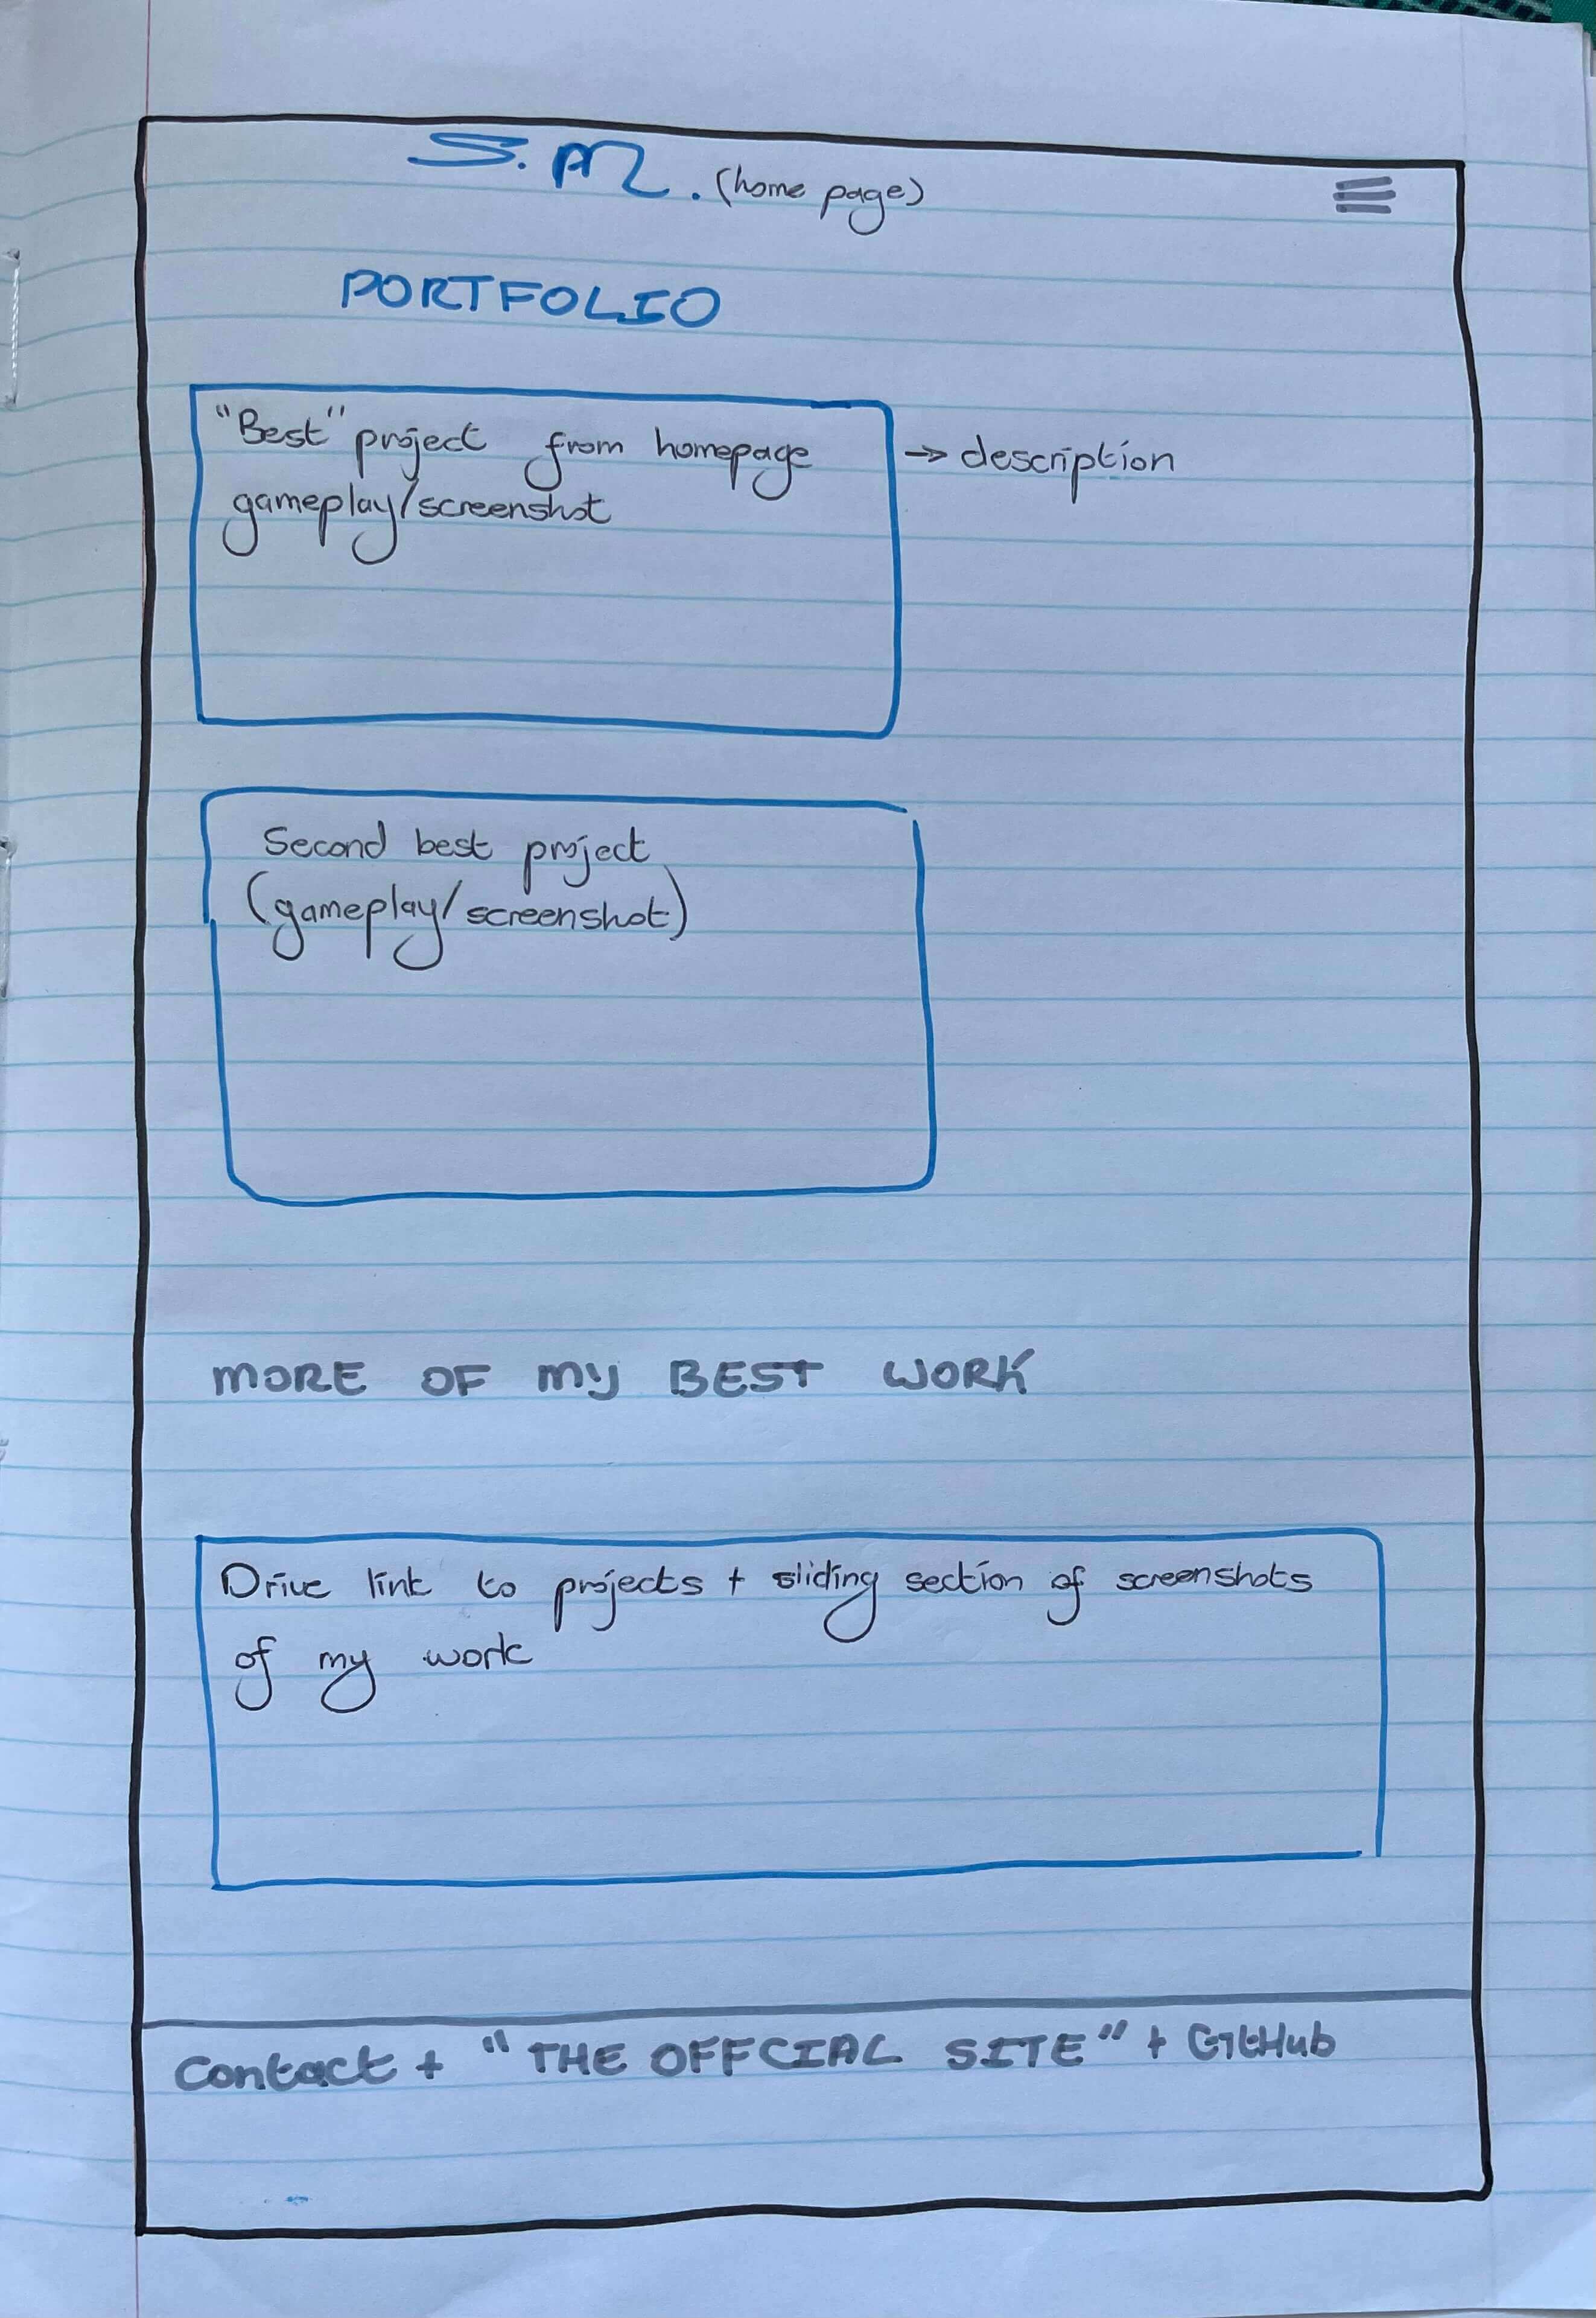 S.M. (home page)
PORTFOLIO
"Best" project from homepage → description
gameplay/screenshot
Second best project
(gameplay/screenshot)
MORE OF MY BEST WORK
Drive link to projects + sliding section of screenshots
of my work
Contact + "THE OFFCIAL SITE" + GitHub